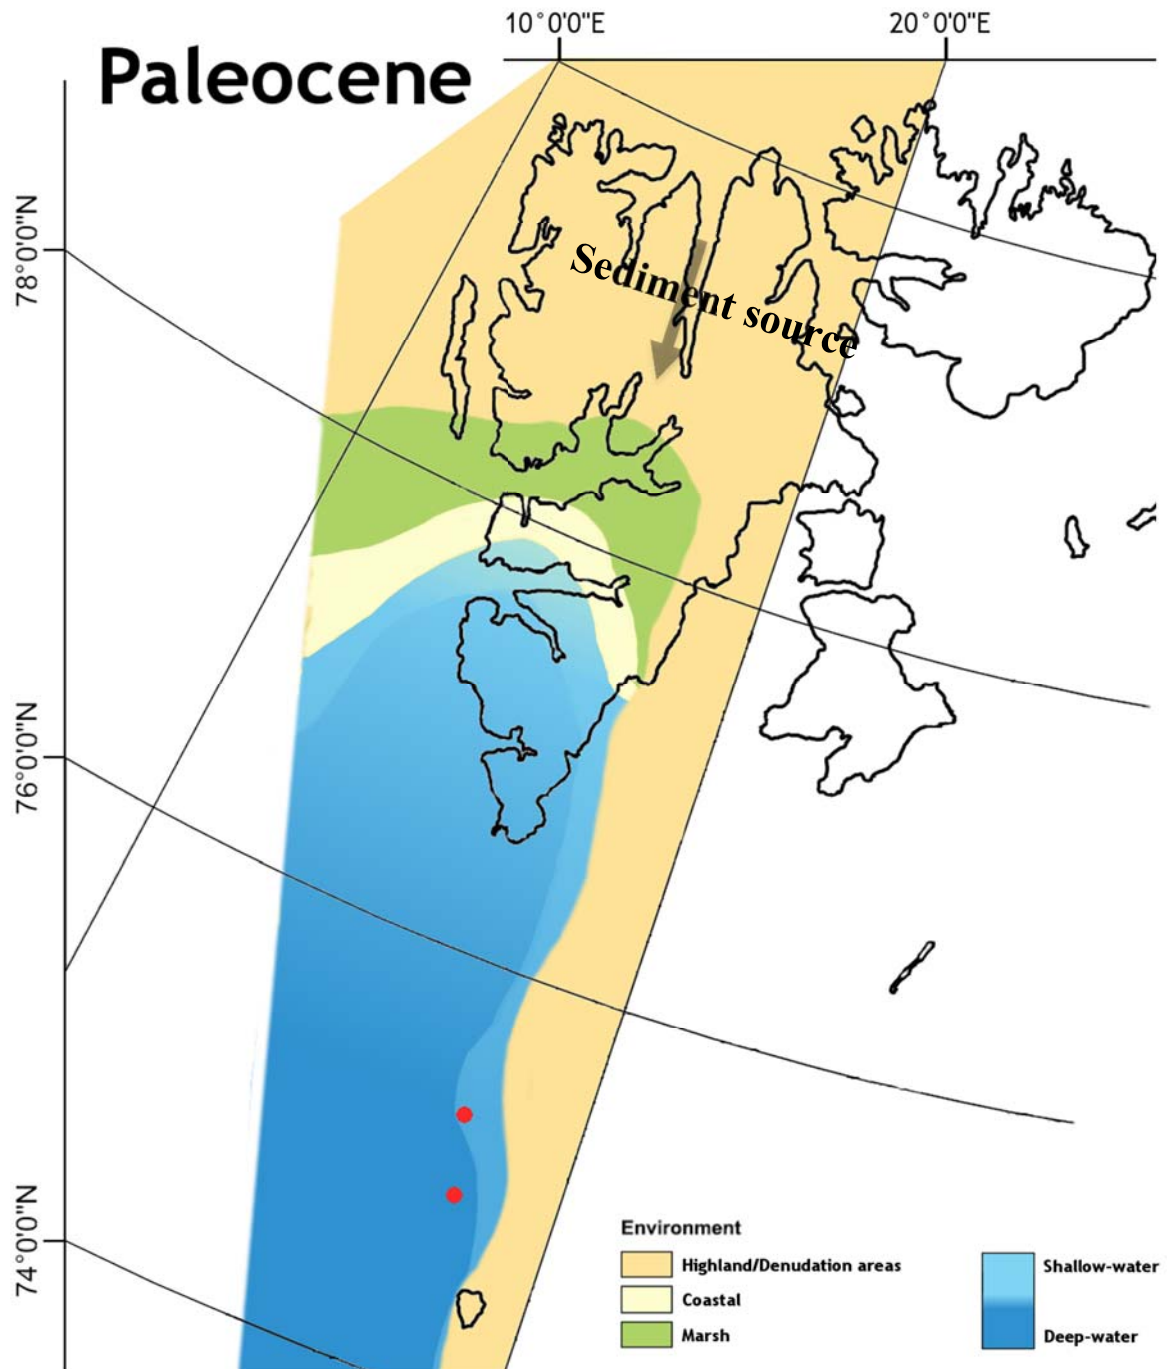 10°0'0"E
20°0'0"E
Paleocene
78°0'0"N
Sediment source
76°0'0"N
74°0'0"N
Environment
Highland/Denudation areas
Coastal
Marsh
Shallow-water
Deep-water